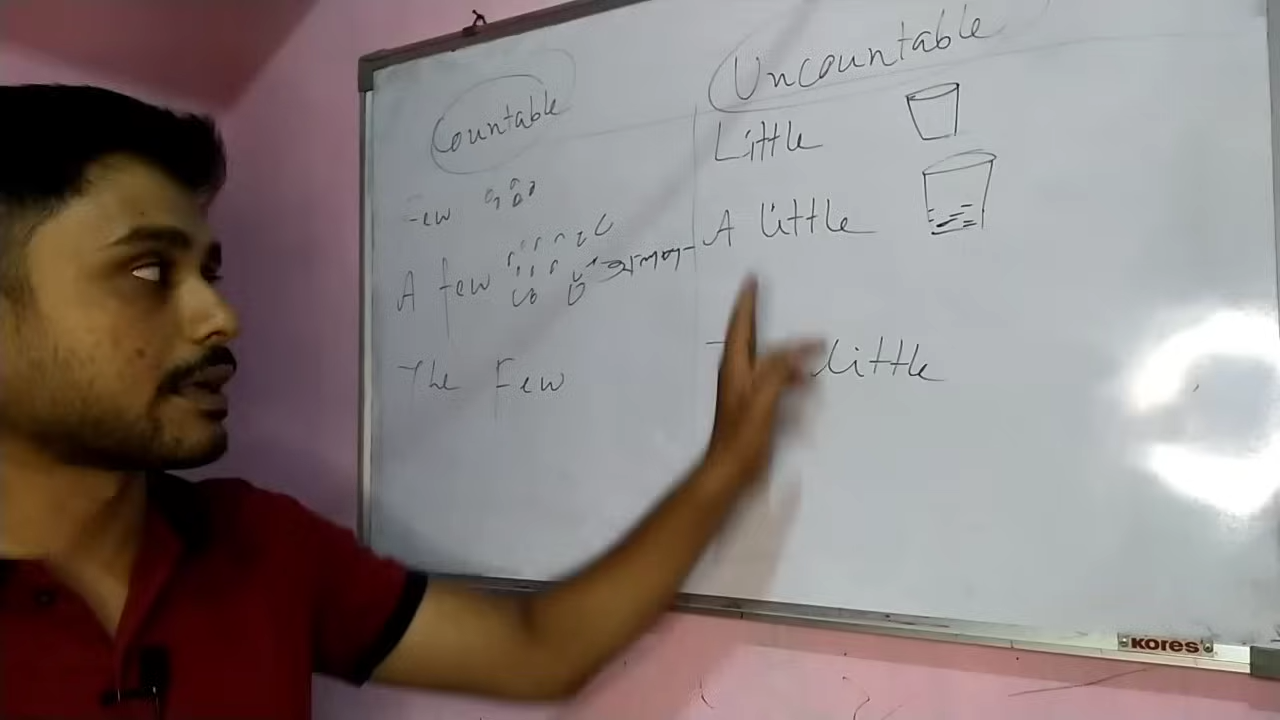 Countable
Uncountable
Few
Little
A few
A little
The Few
Little
KORES